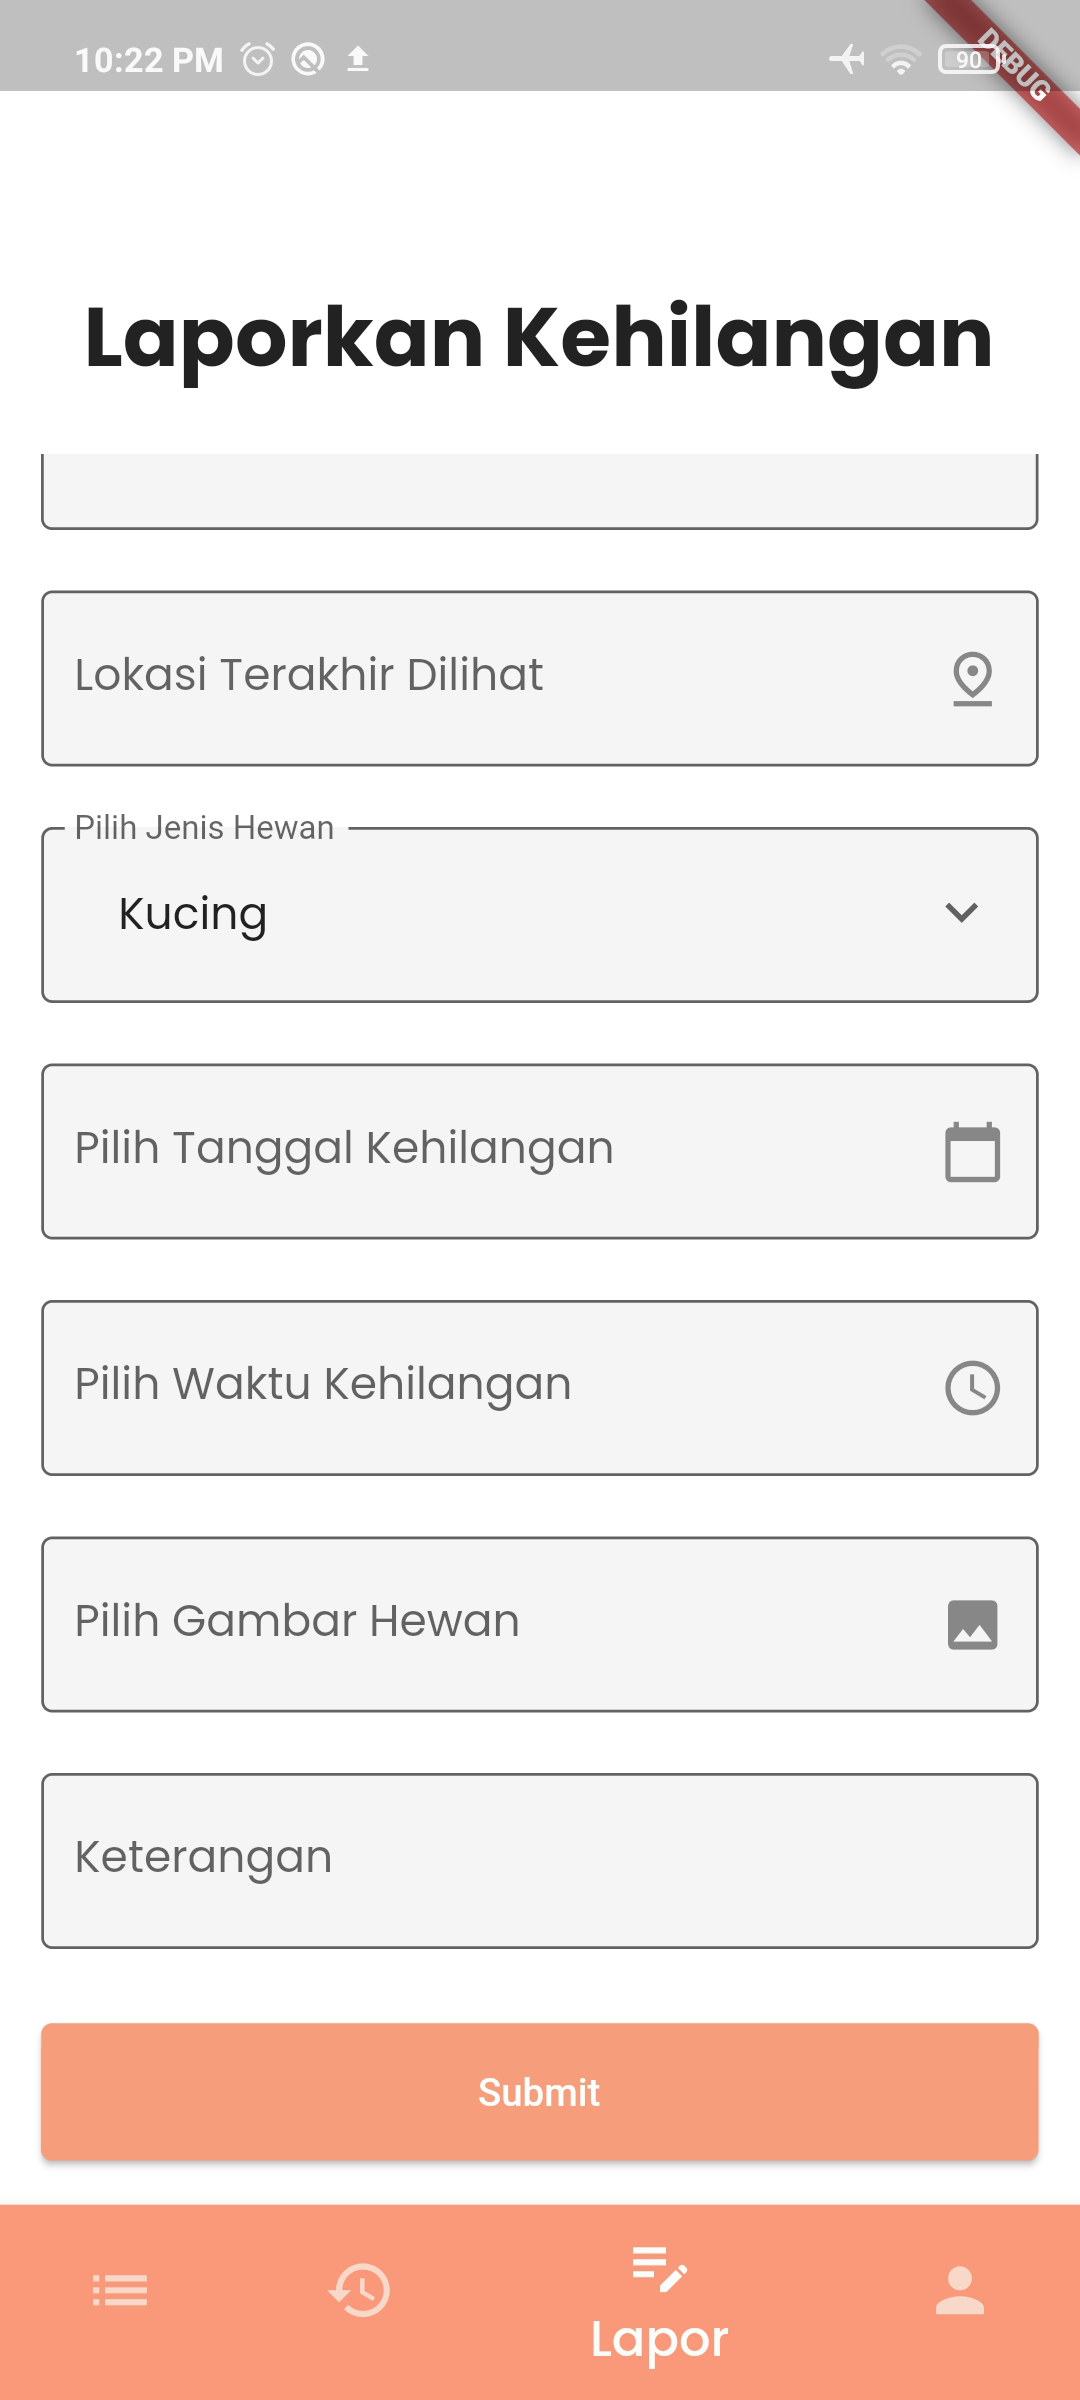 10:22 PM
90
DEBUG
Laporkan Kehilangan
Lokasi Terakhir Dilihat
Pilih Jenis Hewan
Kucing
Pilih Tanggal Kehilangan
Pilih Waktu Kehilangan
Pilih Gambar Hewan
Keterangan
Submit
Lapor